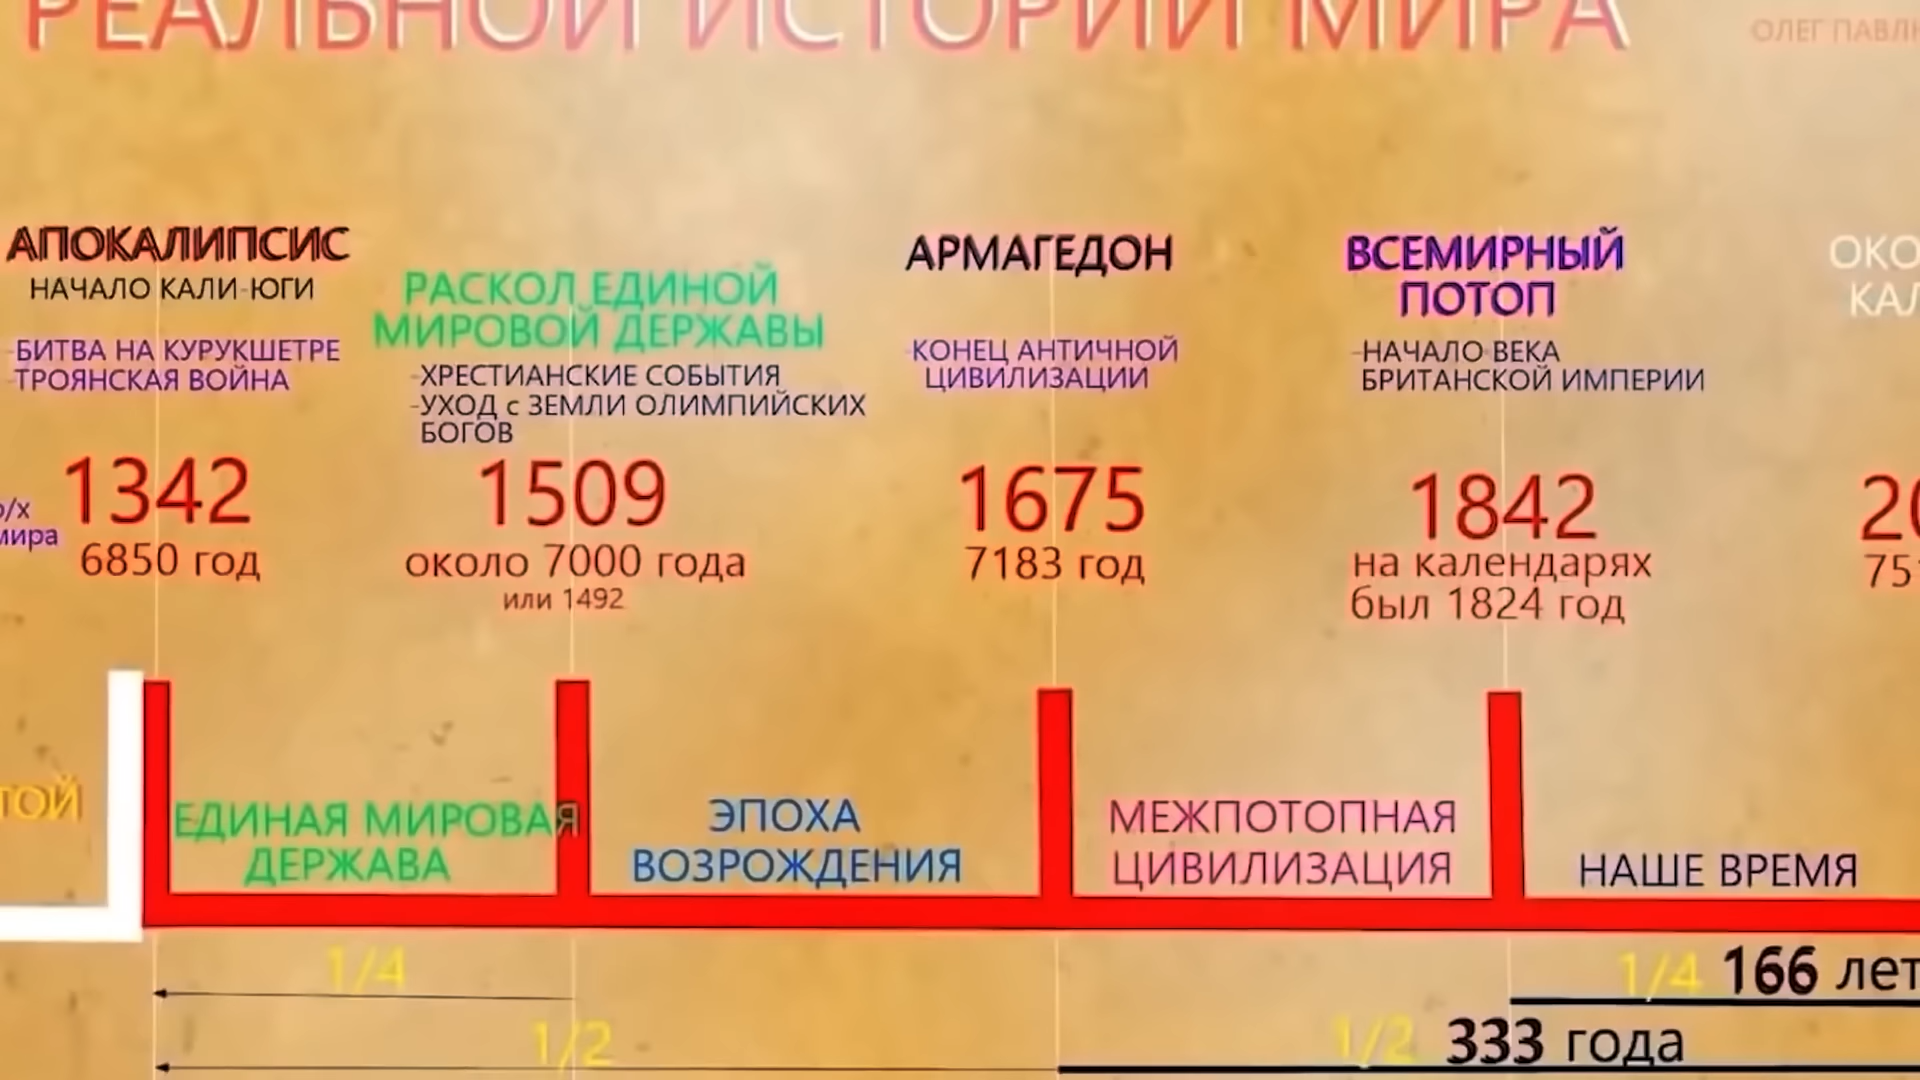 РЕАЛЬНОЙ ИСТОРИИ МИРА
ОЛЕГ
АПОКАЛИПСИС
НАЧАЛО КАЛИ-ЮГИ
-БИТВА НА КУРУКШЕТРЕ
-ТРОЯНСКАЯ ВОЙНА
1342
6850 год
р/х
мира
РАСКОЛ ЕДИНОЙ
МИРОВОЙ ДЕРЖАВЫ
-ХРЕСТИАНСКИЕ СОБЫТИЯ
-УХОД с ЗЕМЛИ ОЛИМПИЙСКИХ
БОГОВ
1509
около 7000 года
или 1492
АРМАГЕДОН
-КОНЕЦ АНТИЧНОЙ
ЦИВИЛИЗАЦИИ
1675
7183 год
ВСЕМИРНЫЙ
ПОТОП
-НАЧАЛО ВЕКА
БРИТАНСКОЙ ИМПЕРИИ
1842
на календарях
был 1824 год
ТОЙ
ЕДИНАЯ МИРОВАЯ
ДЕРЖАВА
ЭПОХА
ВОЗРОЖДЕНИЯ
МЕЖПОТОПНАЯ
ЦИВИЛИЗАЦИЯ
НАШЕ ВРЕМЯ
1/4
1/4 166 лет
1/2
1/2 333 года